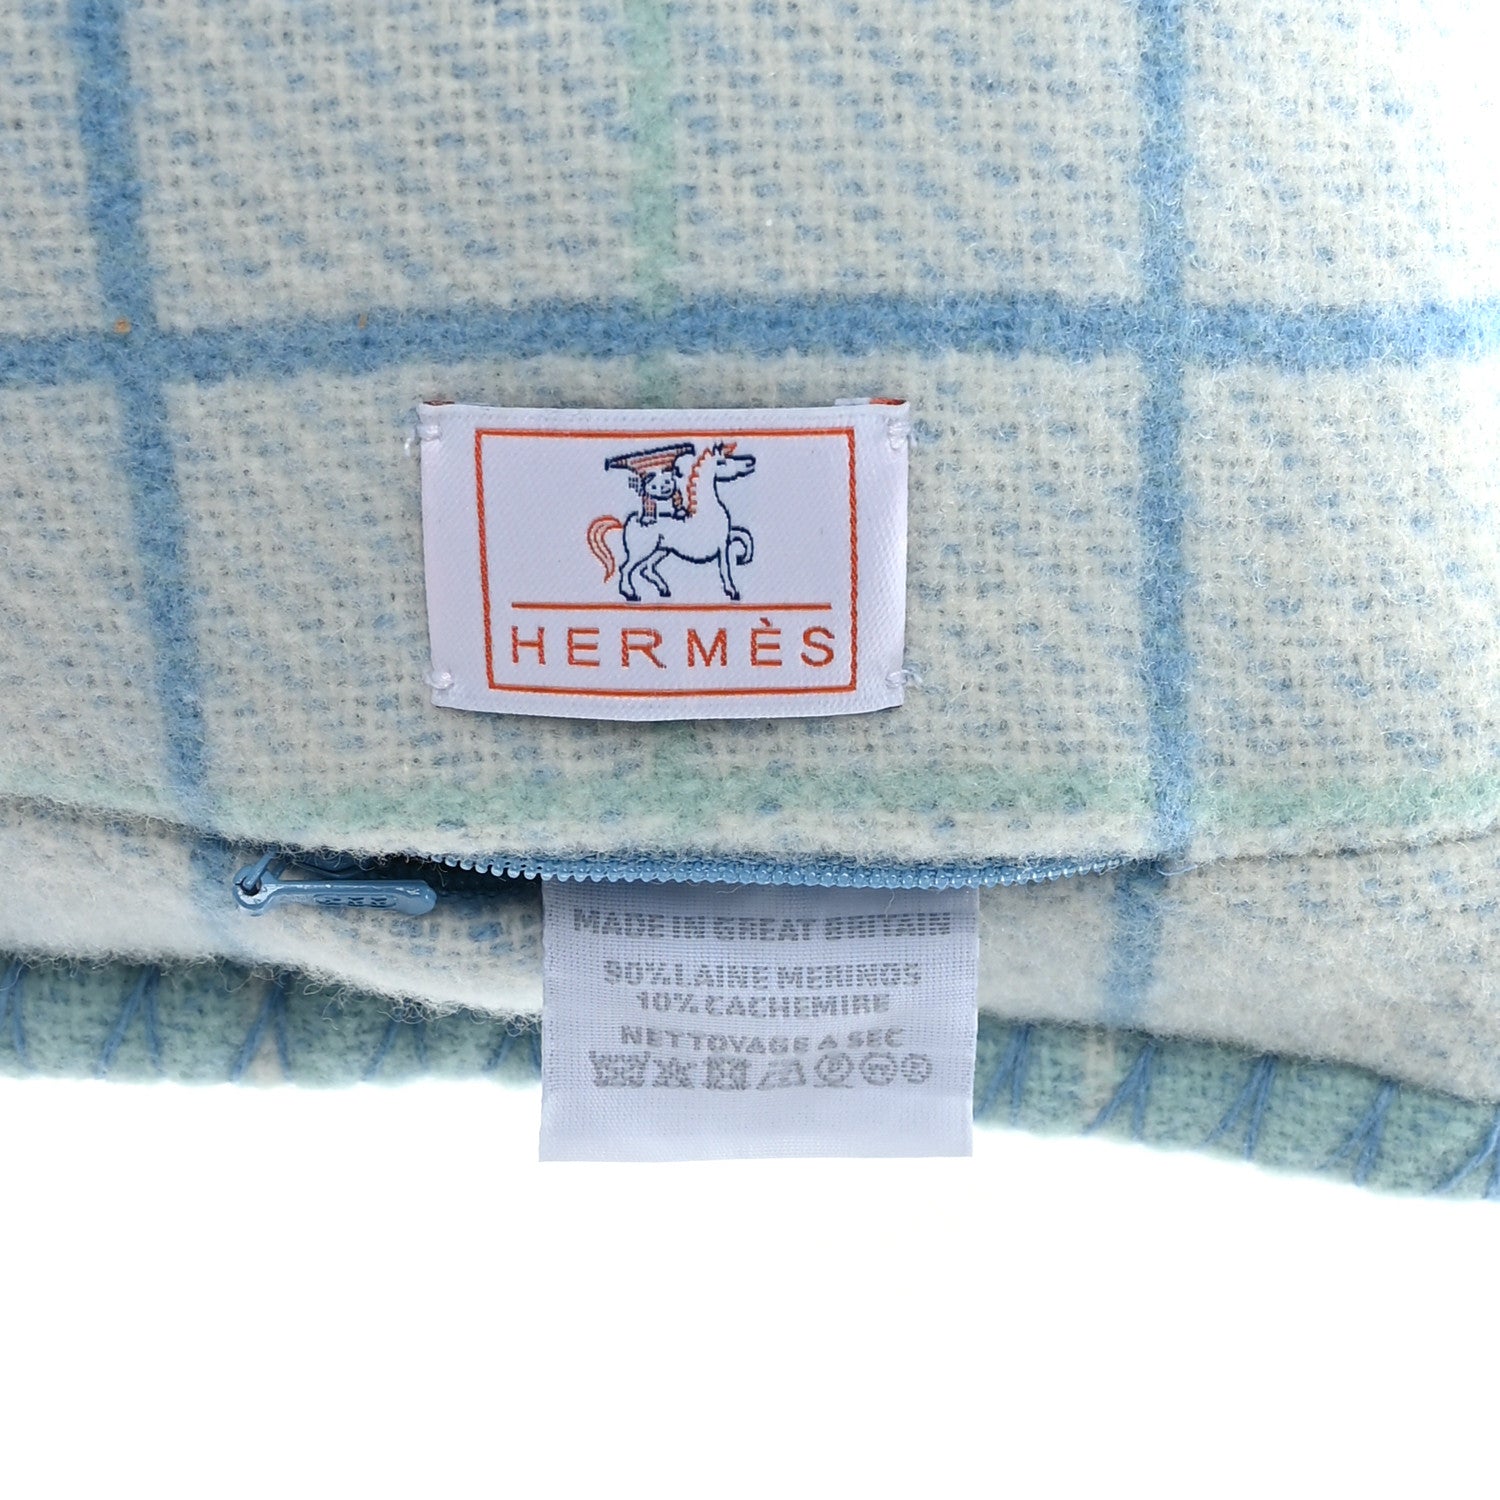 HERMÈS
MADE IN GREAT BRITAIN
90% LAINE MERINOS
10% CACHEMIRE
NETTOYAGE A SEC